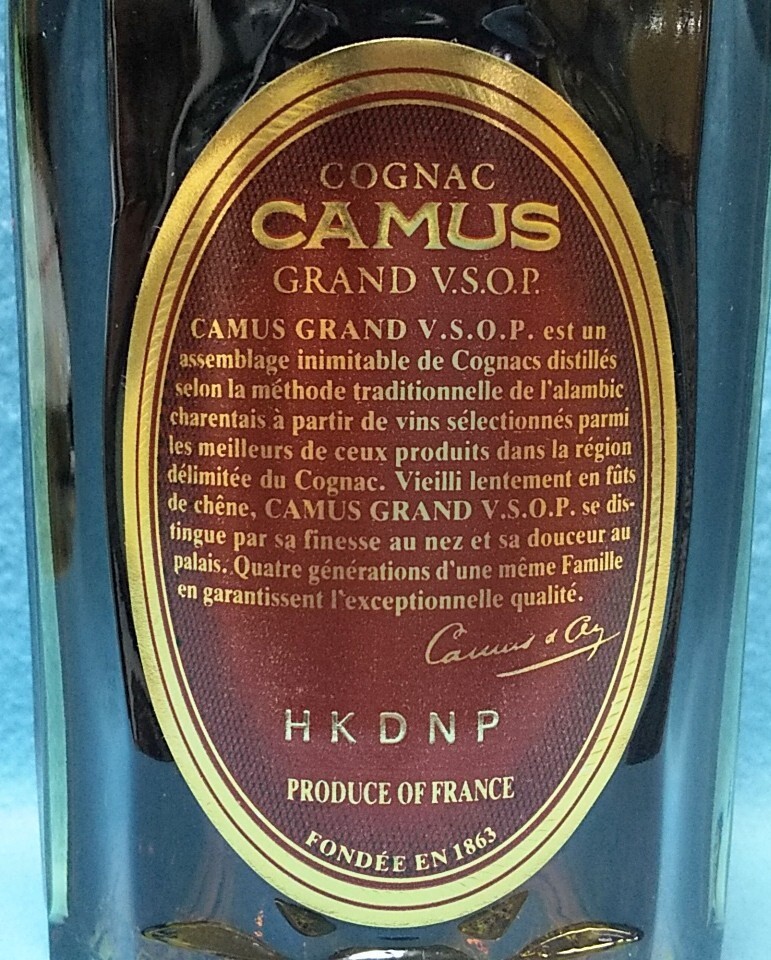 COGNAC
CAMUS
GRAND V.S.O.P.
CAMUS GRAND V.S.O.P. est un
assemblage inimitable de Cognacs distillés
selon la méthode traditionnelle de l'alambic
charentais à partir de vins sélectionnés parmi
les meilleurs de ceux produits dans la région
délimitée du Cognac. Vieilli lentement en fûts
de chêne, CAMUS GRAND V.S.O.P. se dis-
tingue par sa finesse au nez et sa douceur au
palais. Quatre générations d'une même Famille
en garantissent l'exceptionnelle qualité.
Camus & Cie
HKDNP
PRODUCE OF FRANCE
FONDÉE EN 1863